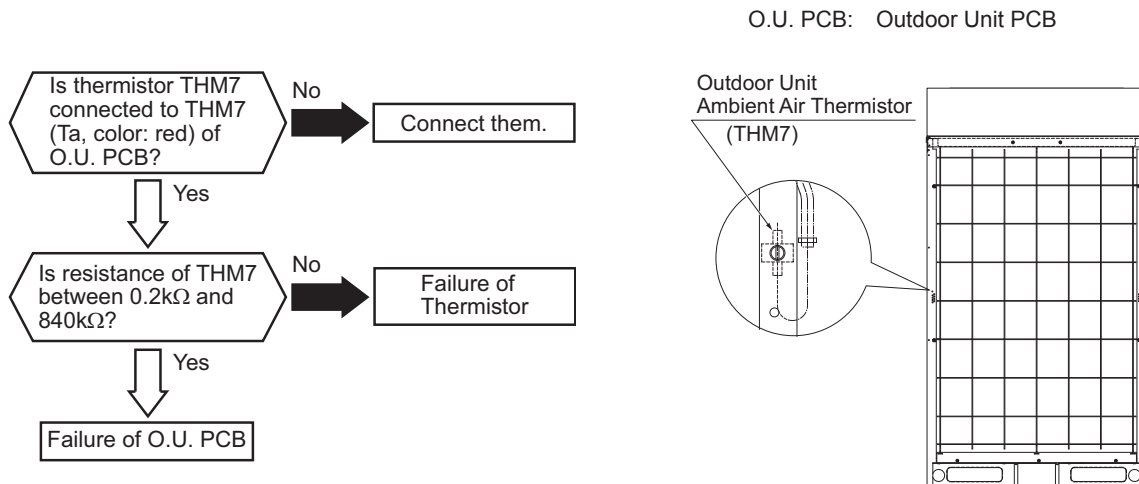 O.U. PCB: Outdoor Unit PCB
Is thermistor THM7
connected to THM7
(Ta, color: red) of
O.U. PCB?
No
Connect them.
Yes
Is resistance of THM7
between 0.2kΩ and
840kΩ?
No
Failure of
Thermistor
Yes
Failure of O.U. PCB
Outdoor Unit
Ambient Air Thermistor
(THM7)